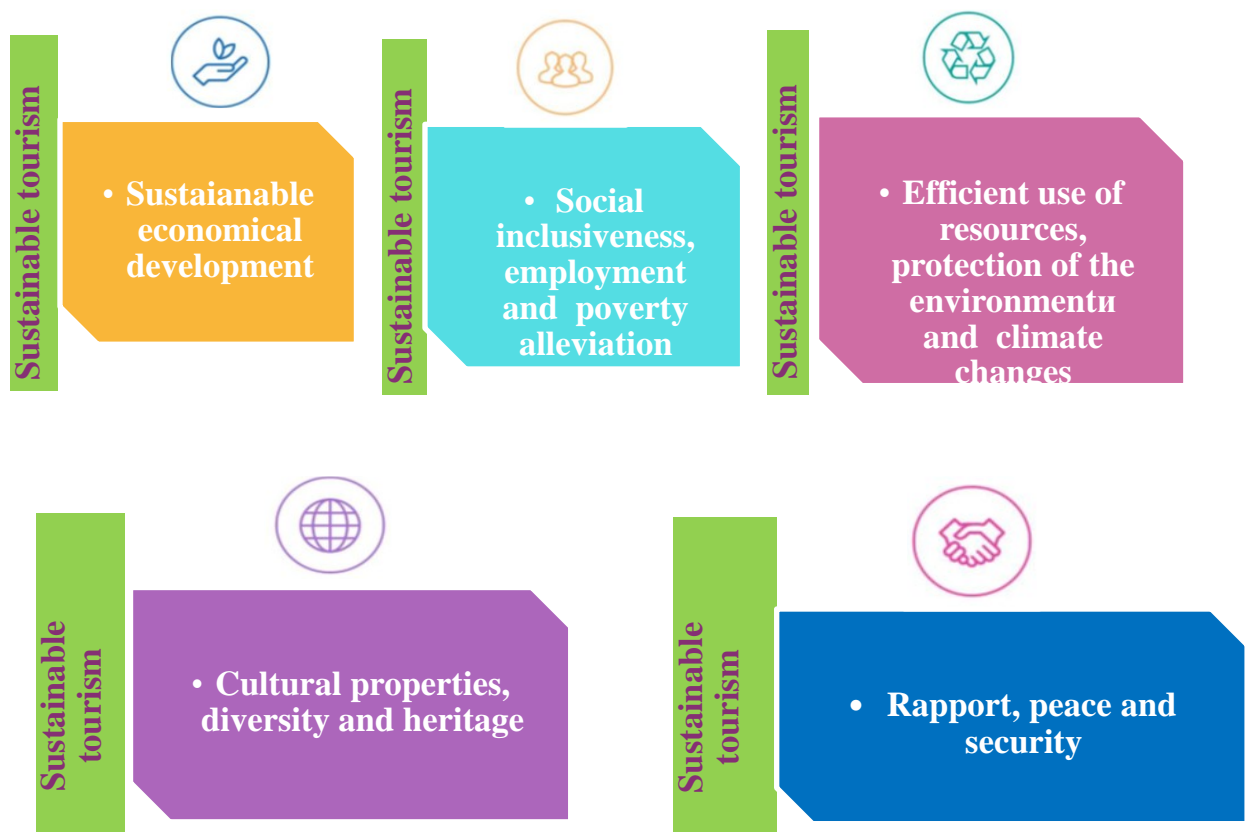 Sustainable tourism
• Sustaianable
economical
development
Sustainable tourism
• Social
inclusiveness,
employment
and poverty
alleviation
Sustainable tourism
• Efficient use of
resources,
protection of the
environmentи
and climate
changes
Sustainable
tourism
• Cultural properties,
diversity and heritage
Sustainable
tourism
• Rapport, peace and
security